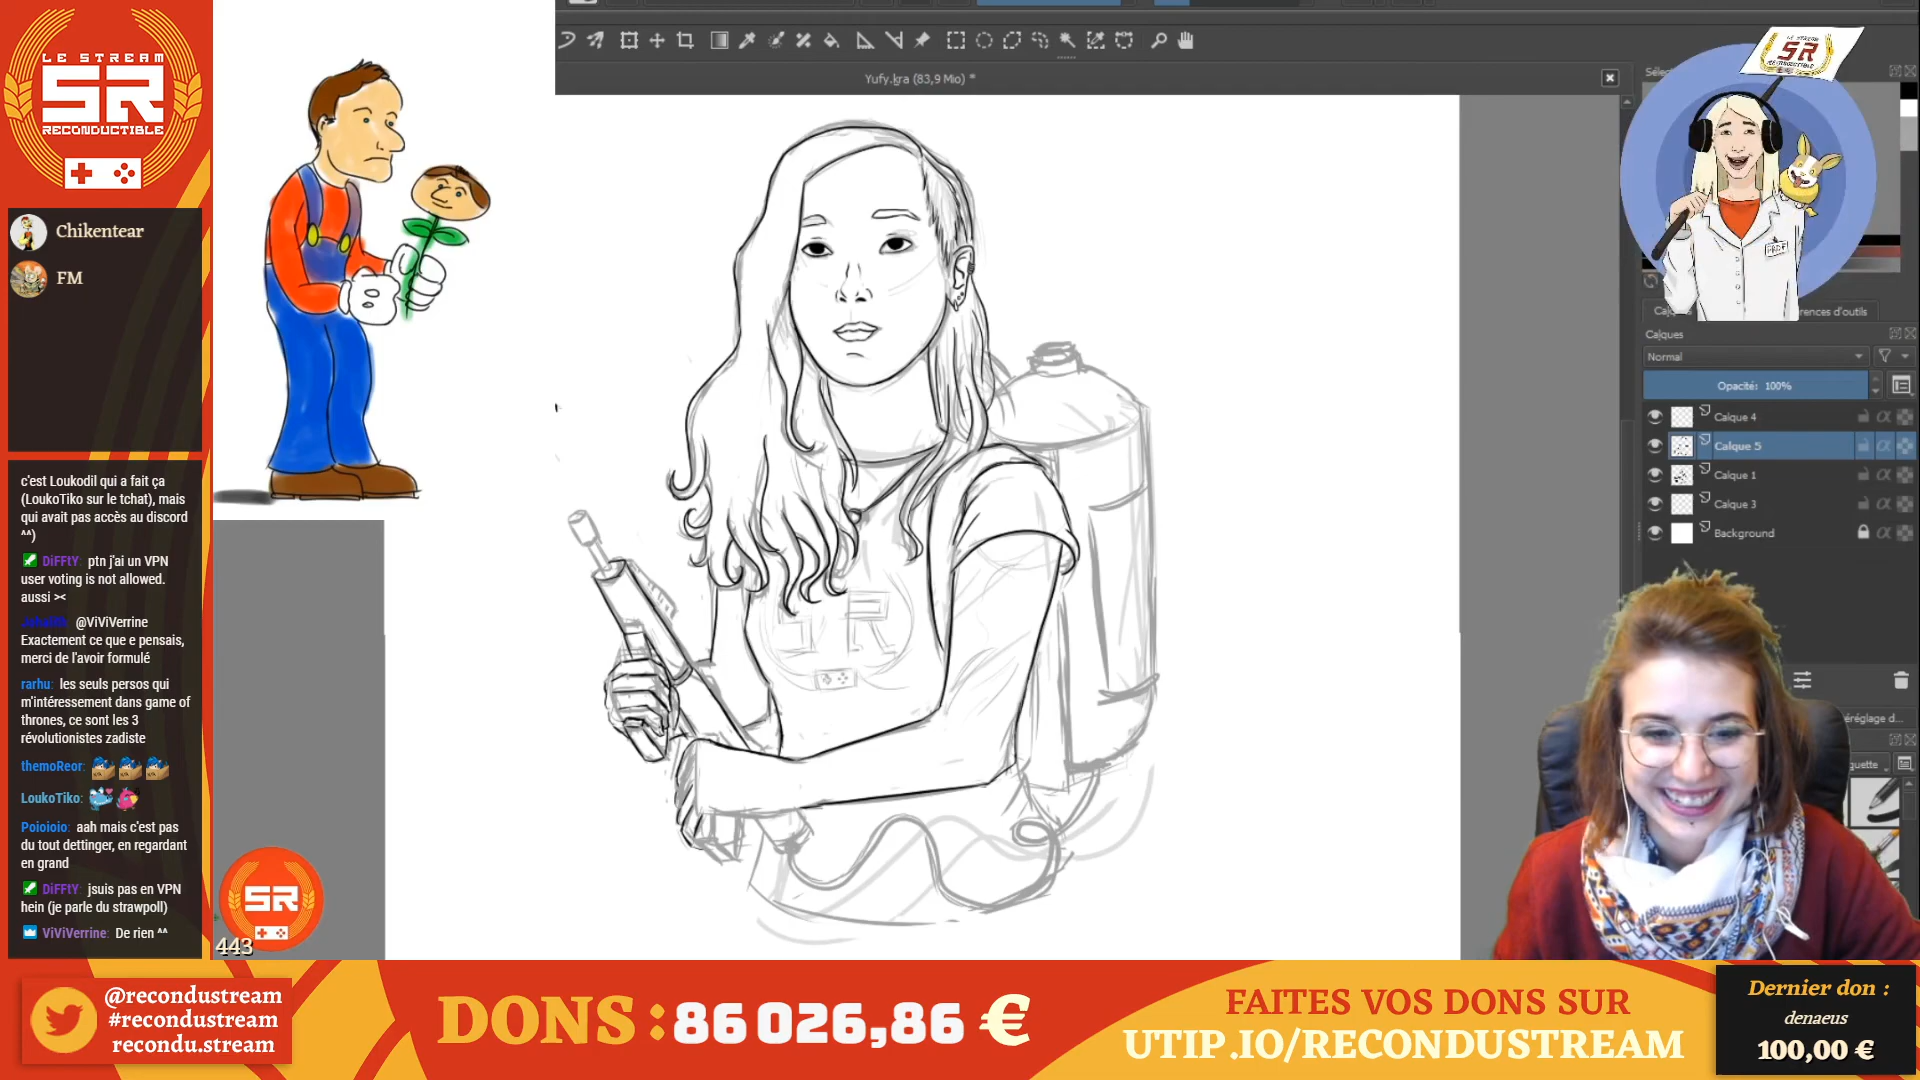 LE STREAM
SR
RECONDUCTIBLE
Chikentear
FM
c'est Loukodil qui a fait ça
(LoukoTiko sur le tchat), mais
qui avait pas accès au discord
^^)
DiFFtY: ptn j'ai un VPN
user voting is not allowed.
aussi ><
@ViViVerrine
Exactement ce que e pensais,
merci de l'avoir formulé
rarhu: les seuls persos qui
m'intéressement dans game of
thrones, ce sont les 3
révolutionistes zadiste
themoReor:
LoukoTiko:
Poioioio: aah mais c'est pas
du tout dettinger, en regardant
en grand
DiFFtY: jsuis pas en VPN
hein (je parle du strawpoll)
ViViVerrine: De rien ^^
SR
443
Yufy.kra (83,9 Mio) *
SR
Calques
Normal
Opacité: 100%
Calque 4
Calque 5
Calque 1
Calque 3
Background
@recondustream
#recondustream
recondu.stream
DONS : 86 026,86 €
FAITES VOS DONS SUR
UTIP.IO/RECONDUSTREAM
Dernier don :
denaeus
100,00 €